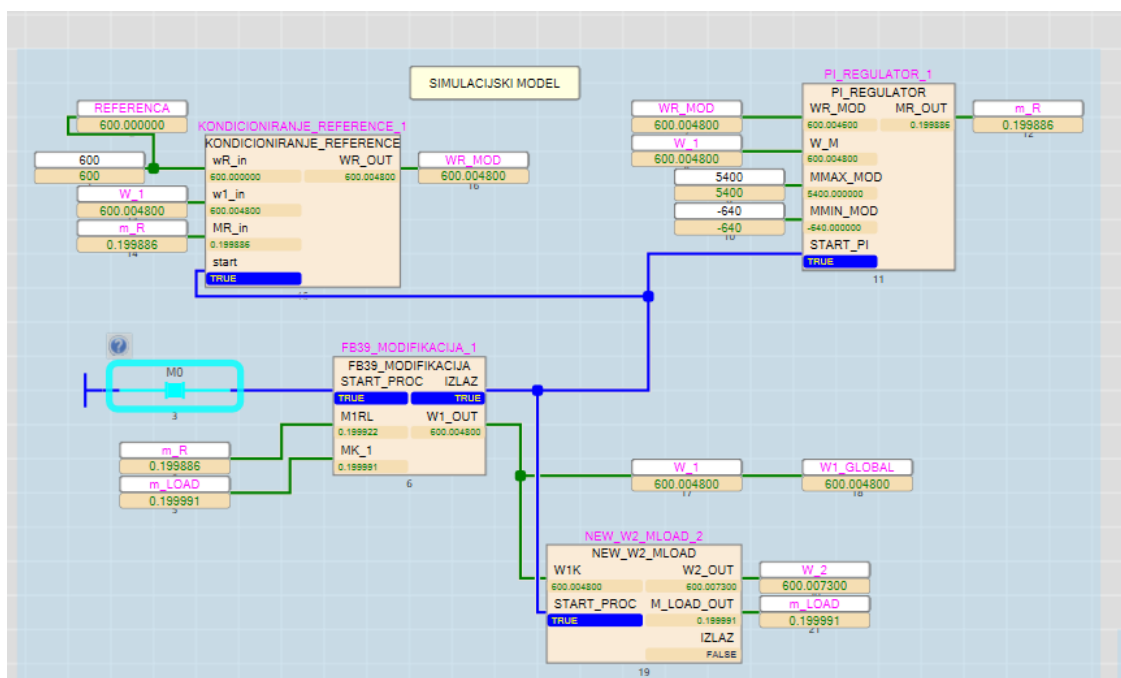 SIMULACIJSKI MODEL
REFERENCA
600.000000
600
600
W_1
600.004800
m_R
0.199886
14
KONDICIONIRANJE_REFERENCE_1
KONDICIONIRANJE_REFERENCE
wR_in WR_OUT
600.000000 600.004800
w1_in
600.004800
MR_in
0.199886
start
TRUE
WR_MOD
600.004800
16
PI_REGULATOR_1
PI_REGULATOR
WR_MOD
600.004800
W_1
600.004800
5400
5400
-640
-640
10
WR_MOD MR_OUT
600.004600 0.199886
W_M
600.004800
MMAX_MOD
5400.000000
MMIN_MOD
-640.000000
START_PI
TRUE
11
m_R
0.199886
12
?
M0
3
FB39_MODIFIKACIJA_1
FB39_MODIFIKACIJA
START_PROC IZLAZ
TRUE TRUE
M1RL W1_OUT
0.199922 600.004800
MK_1
0.199991
6
m_R
0.199886
m_LOAD
0.199991
5
W_1
600.004800
17
W1_GLOBAL
600.004800
18
NEW_W2_MLOAD_2
NEW_W2_MLOAD
W1K W2_OUT
600.004800 600.007300
START_PROC M_LOAD_OUT
TRUE 0.199991
IZLAZ
FALSE
19
W_2
600.007300
m_LOAD
0.199991
21